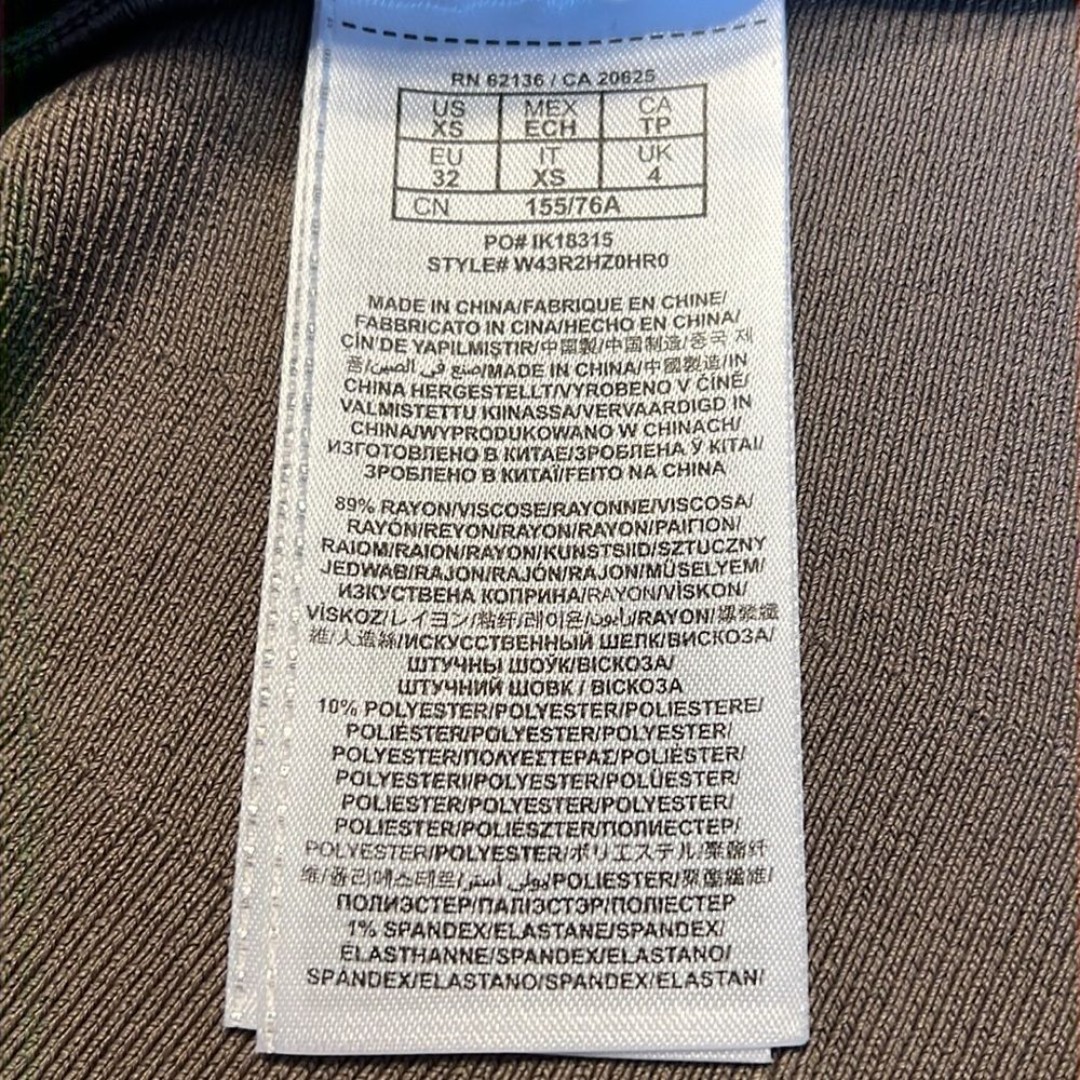 RN 62136 / CA 20625
US MEX CA
XS ECH TP
EU IT UK
32 XS 4
CN 155/76A
PO# IK18315
STYLE# W43R2HZ0HR0
MADE IN CHINA/FABRIQUE EN CHINE/
FABBRICATO IN CINA/HECHO EN CHINA/
CİN'DE YAPILMISTIR/中国製/中国制造/중국 제
품/صنع في الصين/MADE IN CHINA/中國製造/IN
CHINA HERGESTELLT/VYROBENO V ČÍNĚ/
VALMISTETTU KIINASSA/VERVAARDIGD IN
CHINA/WYPRODUKOWANO W CHINACH/
ИЗГОТОВЛЕНО В КИТАЕ/ЗРОБЛЕНА Ў КІТАІ/
ЗРОБЛЕНО В КИТАЇ/FEITO NA CHINA
89% RAYON/VISCOSE/RAYONNE/VISCOSA/
RAYON/REYON/RAYON/RAYON/ΡΑΙΓΙΟΝ/
RAIOM/RAION/RAYON/KUNSTSIID/SZTUCZNY
JEDWAB/RAJON/RAJÓN/RAJON/MŰSELYEM/
ИЗКУСТВЕНА КОПРИНА/RAYON/VİSKON/
VİSKOZ/レイヨン/粘纤/레이온/رايون/RAYON/嫘縈纖
維/人造絲/ИСКУССТВЕННЫЙ ШЕЛК/ВИСКОЗА/
ШТУЧНЫ ШОЎК/ВІСКОЗА/
ШТУЧНИЙ ШОВК / ВІСКОЗА
10% POLYESTER/POLYESTER/POLIESTERE/
POLIÉSTER/POLYESTER/POLYESTER/
POLYESTER/ΠΟΛΥΕΣΤΕΡΑΣ/POLIÉSTER/
POLYESTERI/POLYESTER/POLÜESTER/
POLIESTER/POLYESTER/POLYESTER/
POLIESTER/POLIÉSZTER/ПОЛИЕСТЕР/
POLYESTER/POLYESTER/ポリエステル/聚酯纤
维/폴리에스테르/بولي استر/POLIESTER/聚酯纖維/
ПОЛИЭСТЕР/ПАЛІЭСТЭР/ПОЛІЕСТЕР
1% SPANDEX/ELASTANE/SPANDEX/
ELASTHANNE/SPANDEX/ELASTANO/
SPANDEX/ELASTANO/SPANDEX/ELASTAN/